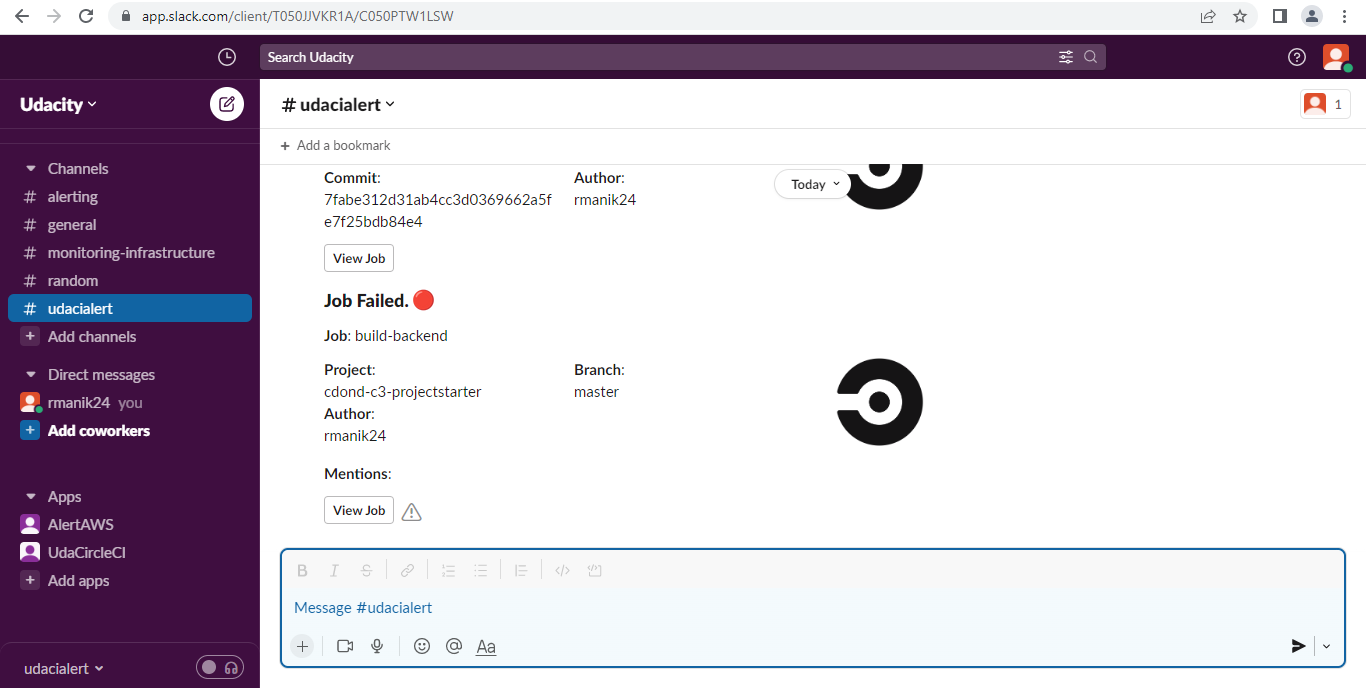 app.slack.com/client/T050JJVKR1A/C050PTW1LSW
Search Udacity
Udacity
# udacialert
1
+ Add a bookmark
Channels
# alerting
# general
# monitoring-infrastructure
# random
# udacialert
+ Add channels
Direct messages
rmanik24 you
+ Add coworkers
Apps
AlertAWS
UdaCircleCI
+ Add apps
udacialert
Today
Commit: Author:
7fabe312d31ab4cc3d0369662a5f rmanik24
e7f25bdb84e4
View Job
Job Failed.
Job: build-backend
Project: Branch:
cdond-c3-projectstarter master
Author:
rmanik24
Mentions:
View Job
B I S
Message #udacialert
+ @ Aa